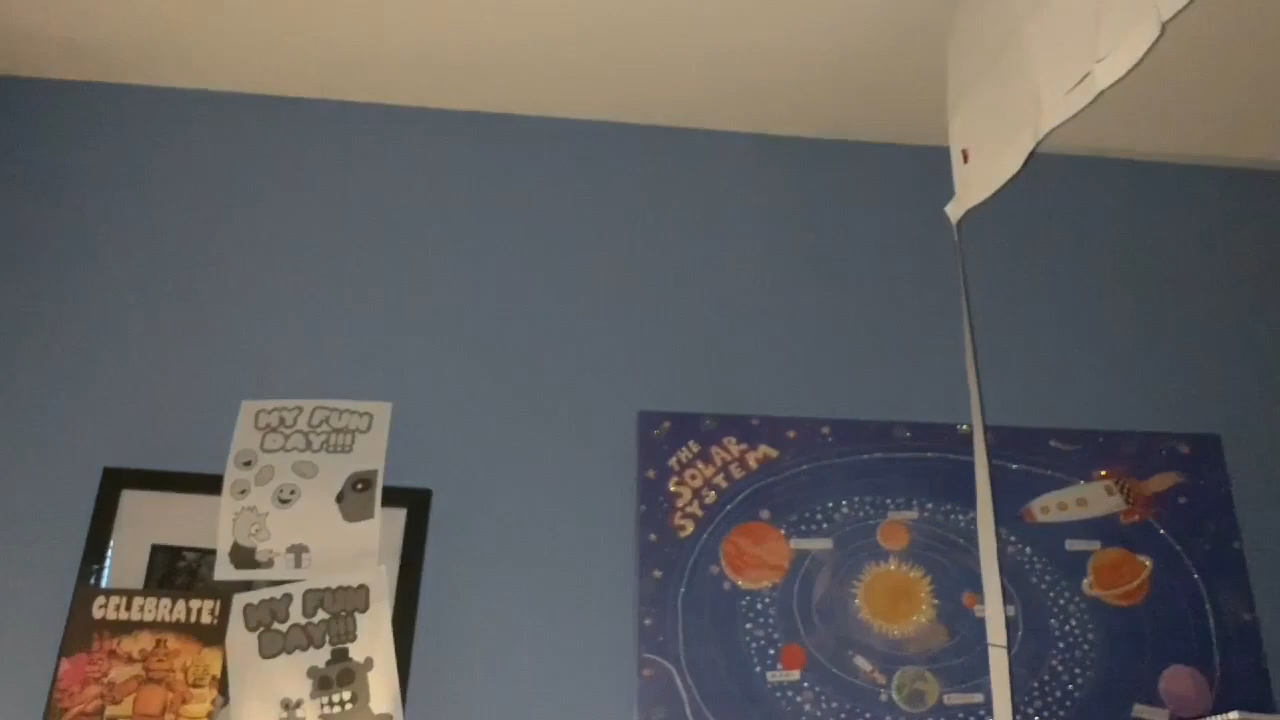 MY FUN
DAY!!!
CELEBRATE!
MY FUN
DAY!!!
THE
SOLAR
SYSTEM